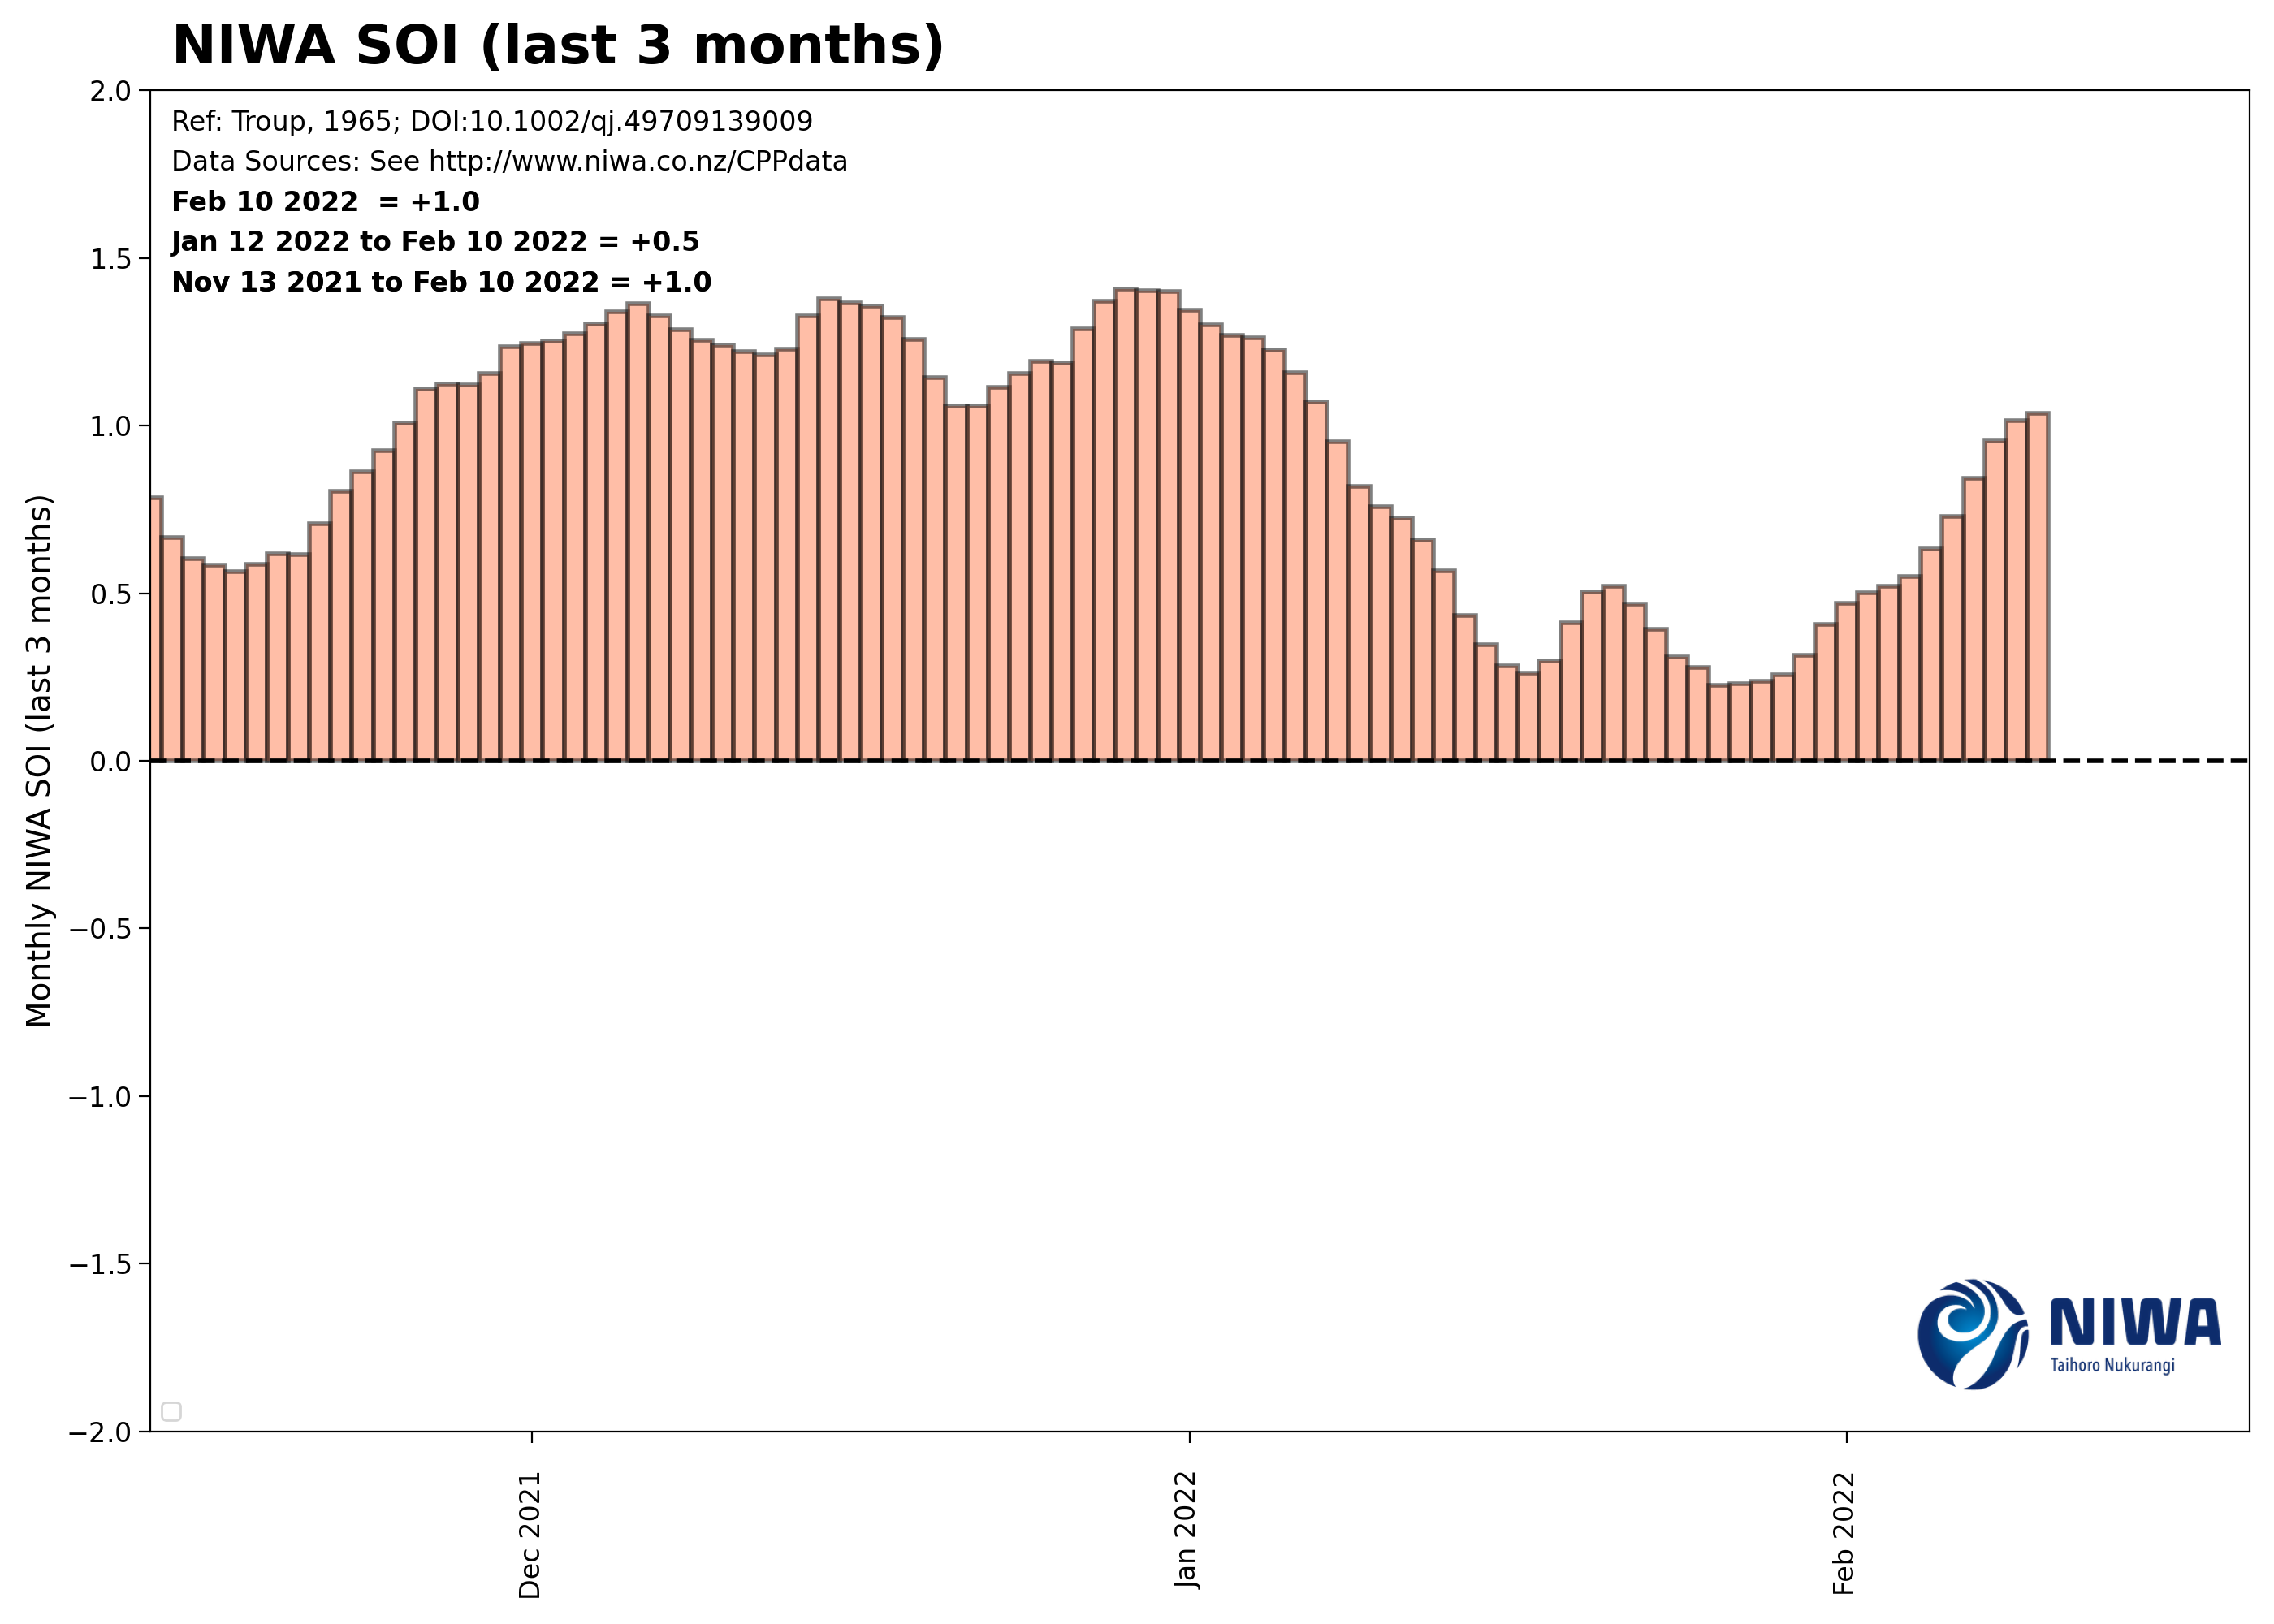 NIWA SOI (last 3 months)
Ref: Troup, 1965; DOI:10.1002/qj.49709139009
Data Sources: See http://www.niwa.co.nz/CPPdata
Feb 10 2022  = +1.0
Jan 12 2022 to Feb 10 2022 = +0.5
Nov 13 2021 to Feb 10 2022 = +1.0
Monthly NIWA SOI (last 3 months)
2.0
1.5
1.0
0.5
0.0
−0.5
−1.0
−1.5
−2.0
NIWA
Taihoro Nukurangi
Dec 2021
Jan 2022
Feb 2022